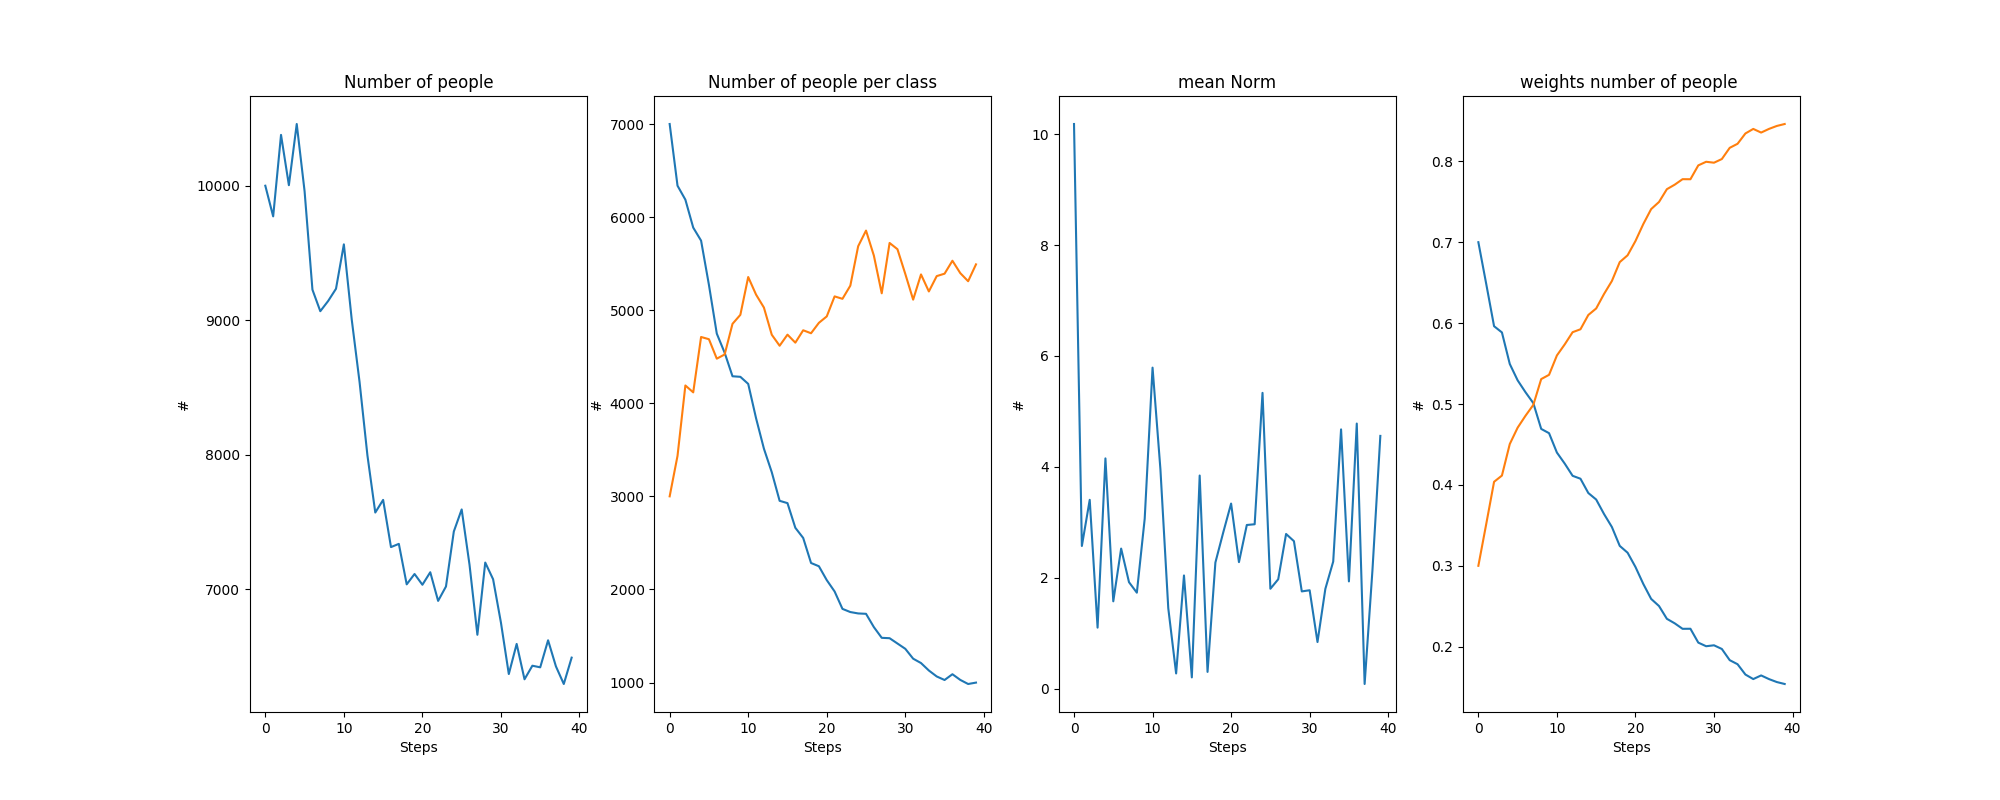 Number of people
10000
9000
8000
7000
#
0 10 20 30 40
Steps
Number of people per class
7000
6000
5000
4000
3000
2000
1000
#
0 10 20 30 40
Steps
mean Norm
10
8
6
4
2
0
#
0 10 20 30 40
Steps
weights number of people
0.8
0.7
0.6
0.5
0.4
0.3
0.2
#
0 10 20 30 40
Steps